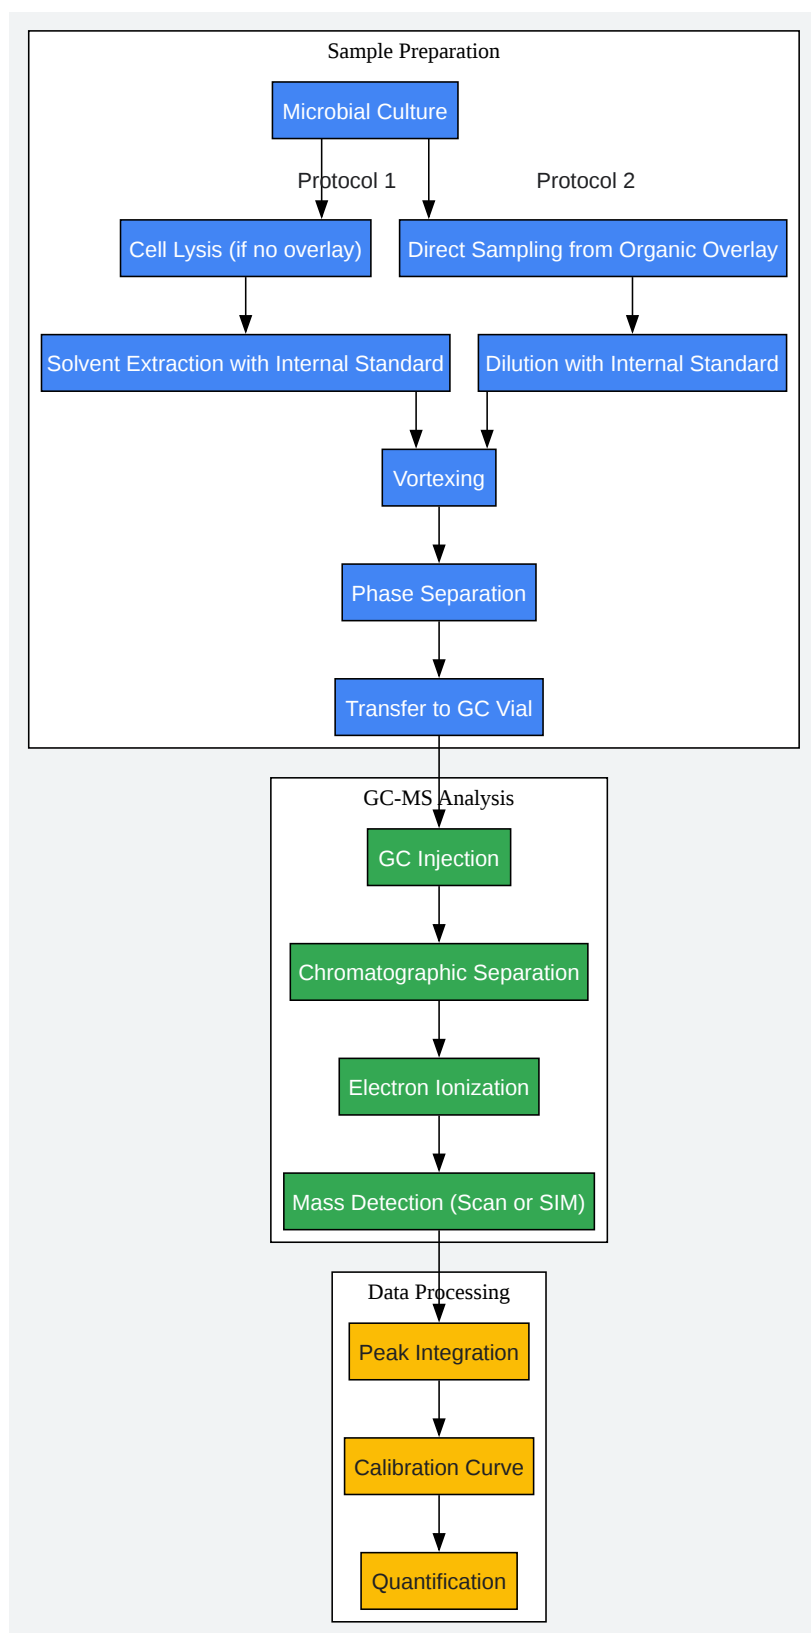 Sample Preparation
Microbial Culture
Protocol 1
Protocol 2
Cell Lysis (if no overlay)
Direct Sampling from Organic Overlay
Solvent Extraction with Internal Standard
Dilution with Internal Standard
Vortexing
Phase Separation
Transfer to GC Vial
GC-MS Analysis
GC Injection
Chromatographic Separation
Electron Ionization
Mass Detection (Scan or SIM)
Data Processing
Peak Integration
Calibration Curve
Quantification